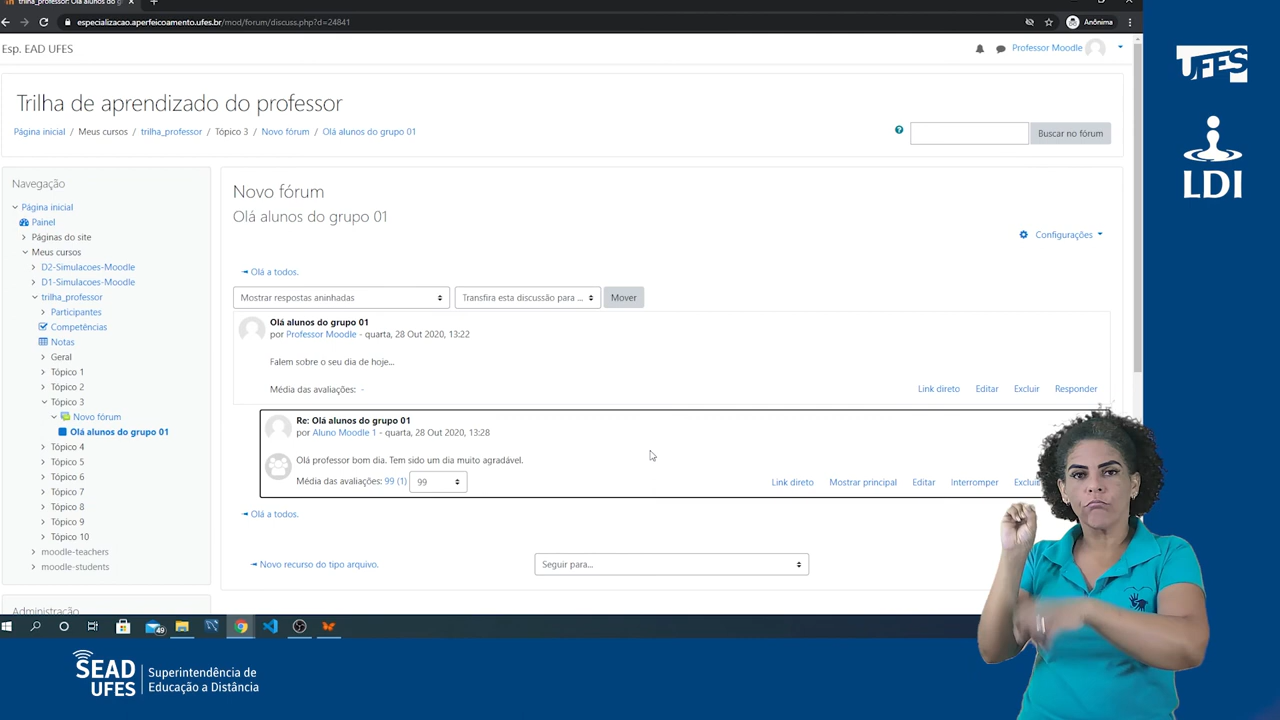 trilha_professor: Olá alunos do g
especializacao.aperfeicoamento.ufes.br/mod/forum/discuss.php?d=24841
Anônima
Esp. EAD UFES
Professor Moodle
Trilha de aprendizado do professor
Página inicial / Meus cursos / trilha_professor / Tópico 3 / Novo fórum / Olá alunos do grupo 01
Buscar no fórum
Navegação
Página inicial
Painel
Páginas do site
Meus cursos
D2-Simulacoes-Moodle
D1-Simulacoes-Moodle
trilha_professor
Participantes
Competências
Notas
Geral
Tópico 1
Tópico 2
Tópico 3
Novo fórum
Olá alunos do grupo 01
Tópico 4
Tópico 5
Tópico 6
Tópico 7
Tópico 8
Tópico 9
Tópico 10
moodle-teachers
moodle-students
Administração
Novo fórum
Olá alunos do grupo 01
Configurações
Olá a todos.
Mostrar respostas aninhadas
Transfira esta discussão para ...
Mover
Olá alunos do grupo 01
por Professor Moodle - quarta, 28 Out 2020, 13:22
Falem sobre o seu dia de hoje...
Média das avaliações: -
Link direto Editar Excluir Responder
Re: Olá alunos do grupo 01
por Aluno Moodle 1 - quarta, 28 Out 2020, 13:28
Olá professor bom dia. Tem sido um dia muito agradável.
Média das avaliações: 99 (1) 99
Link direto Mostrar principal Editar Interromper Exclui
Olá a todos.
Novo recurso do tipo arquivo.
Seguir para...
49
UFES
LDI
SEAD
UFES
Superintendência de
Educação a Distância